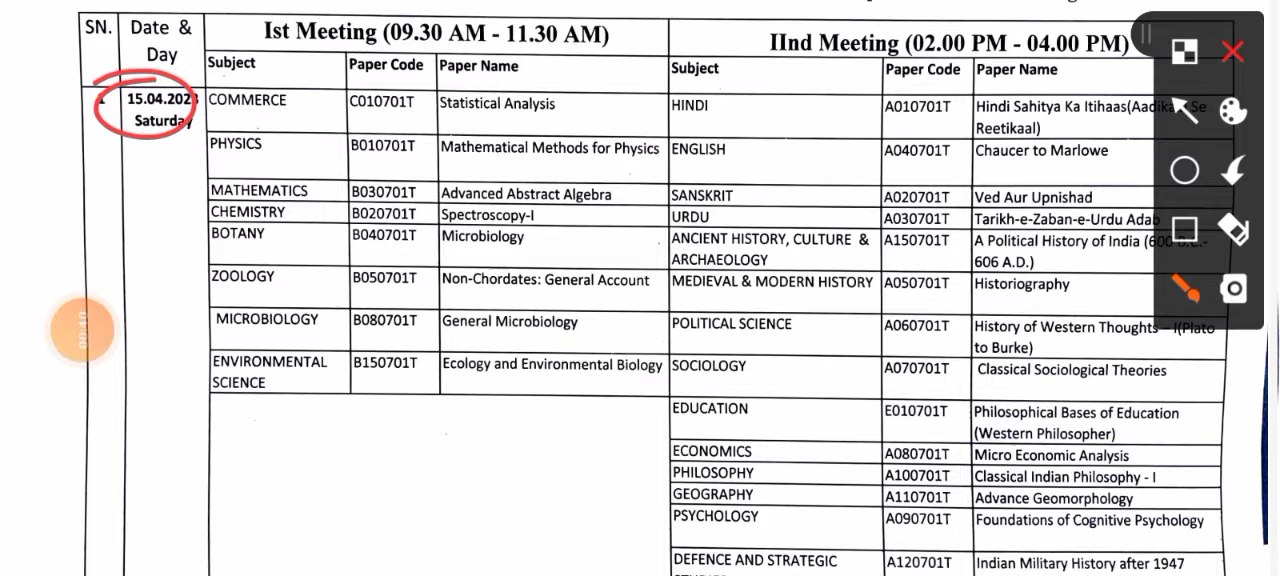 SN.
Date &
Day
Ist Meeting (09.30 AM - 11.30 AM)
IInd Meeting (02.00 PM - 04.00 PM)
Subject Paper Code Paper Name Subject Paper Code Paper Name
15.04.2023 COMMERCE C010701T Statistical Analysis HINDI A010701T Hindi Sahitya Ka Itihaas(Aadikal Se
Saturday Reetikaal)
PHYSICS B010701T Mathematical Methods for Physics ENGLISH A040701T Chaucer to Marlowe
MATHEMATICS B030701T Advanced Abstract Algebra SANSKRIT A020701T Ved Aur Upnishad
CHEMISTRY B020701T Spectroscopy-I URDU A030701T Tarikh-e-Zaban-e-Urdu Adab
BOTANY B040701T Microbiology ANCIENT HISTORY, CULTURE & A150701T A Political History of India (600 B.C.-
ARCHAEOLOGY 606 A.D.)
ZOOLOGY B050701T Non-Chordates: General Account MEDIEVAL & MODERN HISTORY A050701T Historiography
MICROBIOLOGY B080701T General Microbiology POLITICAL SCIENCE A060701T History of Western Thoughts – I(Plato
to Burke)
ENVIRONMENTAL B150701T Ecology and Environmental Biology SOCIOLOGY A070701T Classical Sociological Theories
SCIENCE
EDUCATION E010701T Philosophical Bases of Education
(Western Philosopher)
ECONOMICS A080701T Micro Economic Analysis
PHILOSOPHY A100701T Classical Indian Philosophy - I
GEOGRAPHY A110701T Advance Geomorphology
PSYCHOLOGY A090701T Foundations of Cognitive Psychology
DEFENCE AND STRATEGIC A120701T Indian Military History after 1947
00:40